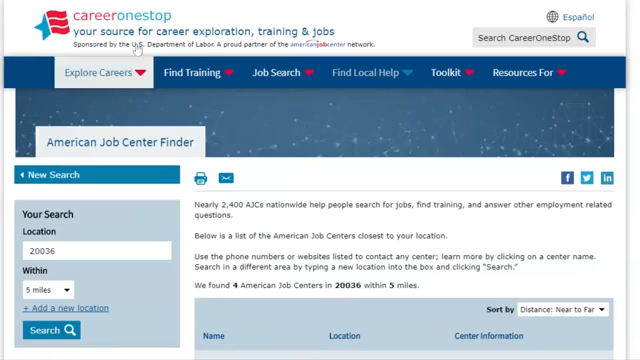 careeronestop
your source for career exploration, training & jobs
Sponsored by the U.S. Department of Labor. A proud partner of the americanjobcenter network.
Español
Search CareerOneStop
Explore Careers Find Training Job Search Find Local Help Toolkit Resources For
American Job Center Finder
New Search
Your Search
Location
20036
Within
5 miles
+ Add a new location
Search
Nearly 2,400 AJCs nationwide help people search for jobs, find training, and answer other employment related
questions.
Below is a list of the American Job Centers closest to your location.
Use the phone numbers or websites listed to contact any center; learn more by clicking on a center name.
Search in a different area by typing a new location into the box and clicking "Search."
We found 4 American Job Centers in 20036 within 5 miles.
Sort by Distance: Near to Far
Name Location Center Information